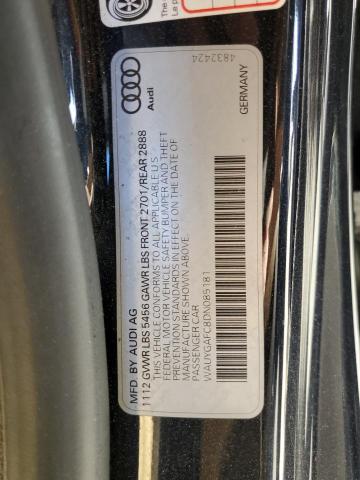 MFD. BY AUDI AG
1112 GVWR LBS 5456 GAWR LBS FRONT 2701/REAR 2888
THIS VEHICLE CONFORMS TO ALL APPLICABLE U.S.
FEDERAL MOTOR VEHICLE SAFETY BUMPER AND THEFT
PREVENTION STANDARDS IN EFFECT ON THE DATE OF
MANUFACTURE SHOWN ABOVE.
PASSENGER CAR
WAUYGAFC8DN085181
Audi
GERMANY
4832424
The
Le p